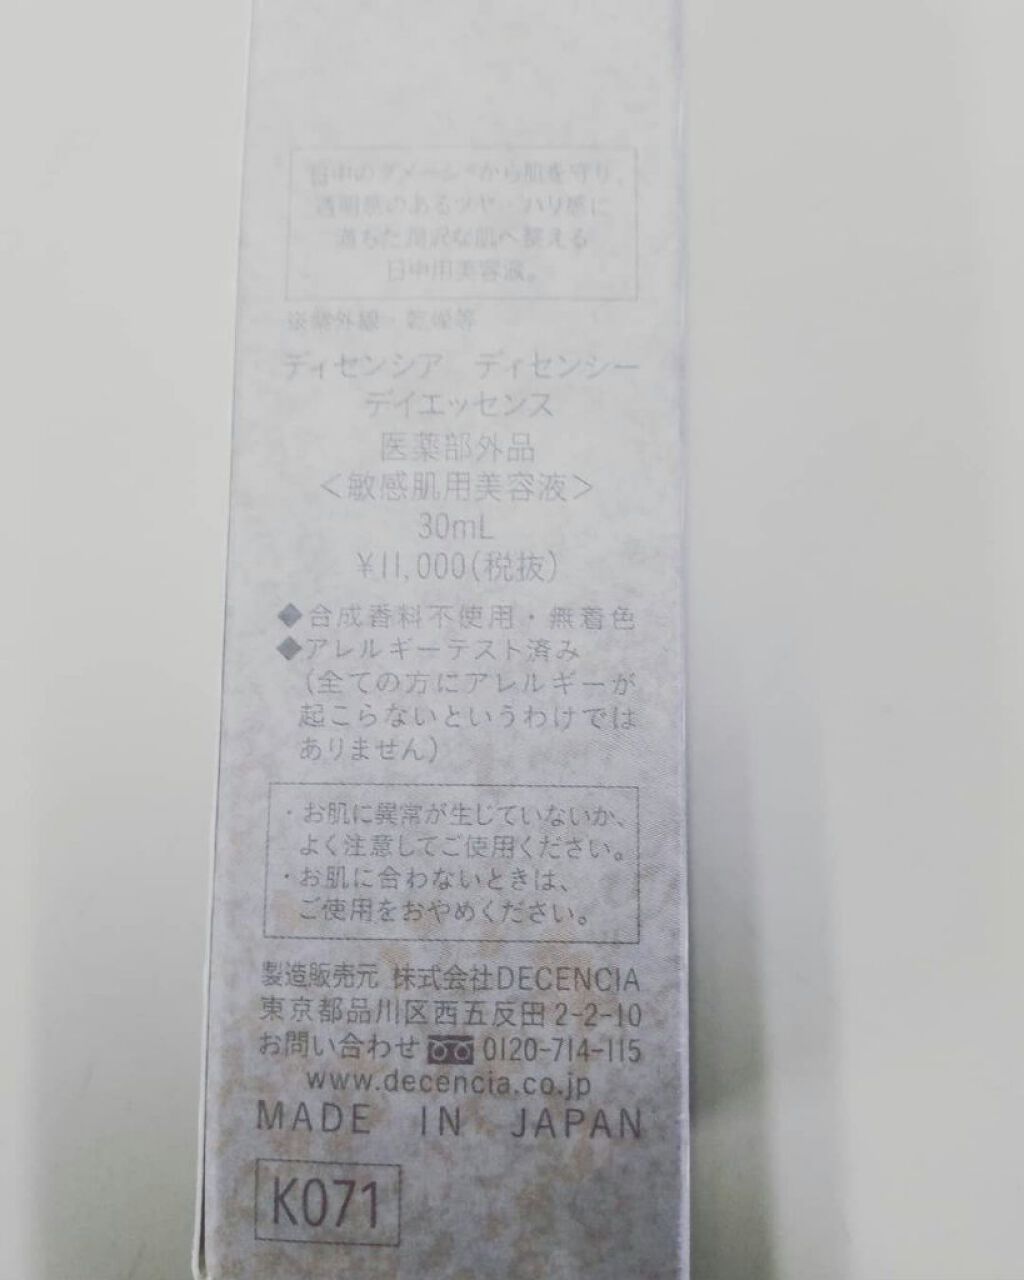 日中のダメージ*から肌を守り、
透明感のあるツヤ・ハリ感に
満ちた贅沢な肌へ整える
日中用美容液。
※紫外線・乾燥等
ディセンシア ディセンシー
デイエッセンス
医薬部外品
＜敏感肌用美容液＞
30mL
¥11,000(税抜)
◆合成香料不使用・無着色
◆アレルギーテスト済み
(全ての方にアレルギーが
起こらないというわけでは
ありません)
・お肌に異常が生じていないか、
よく注意してご使用ください。
・お肌に合わないときは、
ご使用をおやめください。
製造販売元 株式会社DECENCIA
東京都品川区西五反田2-2-10
お問い合わせ 0120-714-115
www.decencia.co.jp
MADE IN JAPAN
K071